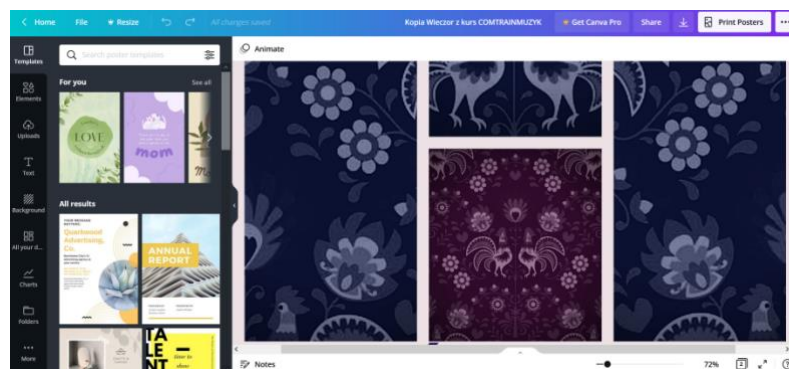 Home File Resize All changes saved Kopia Wieczor z kurs COMTRAINMUZYK Get Canva Pro Share Print Posters
Templates
Search poster templates
Animate
For you See all
Elements
Uploads
LOVE
mom
Text
Background
All results
All your d...
Quartwood
Advertising,
Co.
ANNUAL
REPORT
Charts
Folders
TA
LE
NT
More
Notes 72% 2